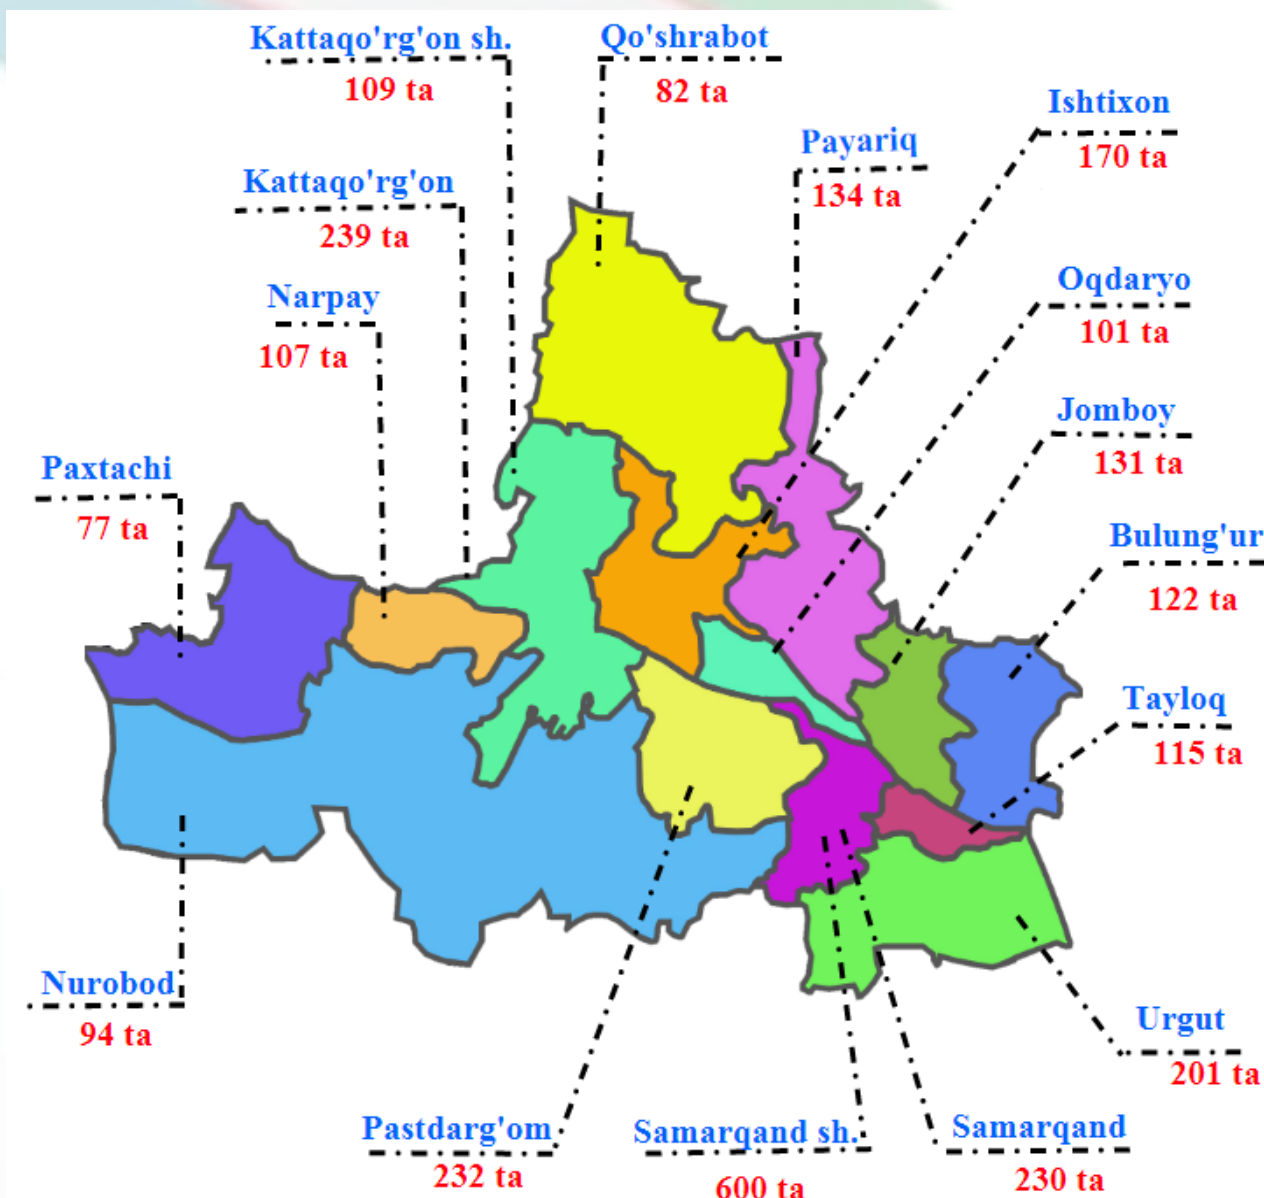 Kattaqo'rg'on sh.
109 ta
Qo'shrabot
82 ta
Ishtixon
170 ta
Payariq
134 ta
Kattaqo'rg'on
239 ta
Oqdaryo
101 ta
Narpay
107 ta
Jomboy
131 ta
Paxtachi
77 ta
Bulung'ur
122 ta
Tayloq
115 ta
Nurobod
94 ta
Urgut
201 ta
Pastdarg'om
232 ta
Samarqand sh.
600 ta
Samarqand
230 ta